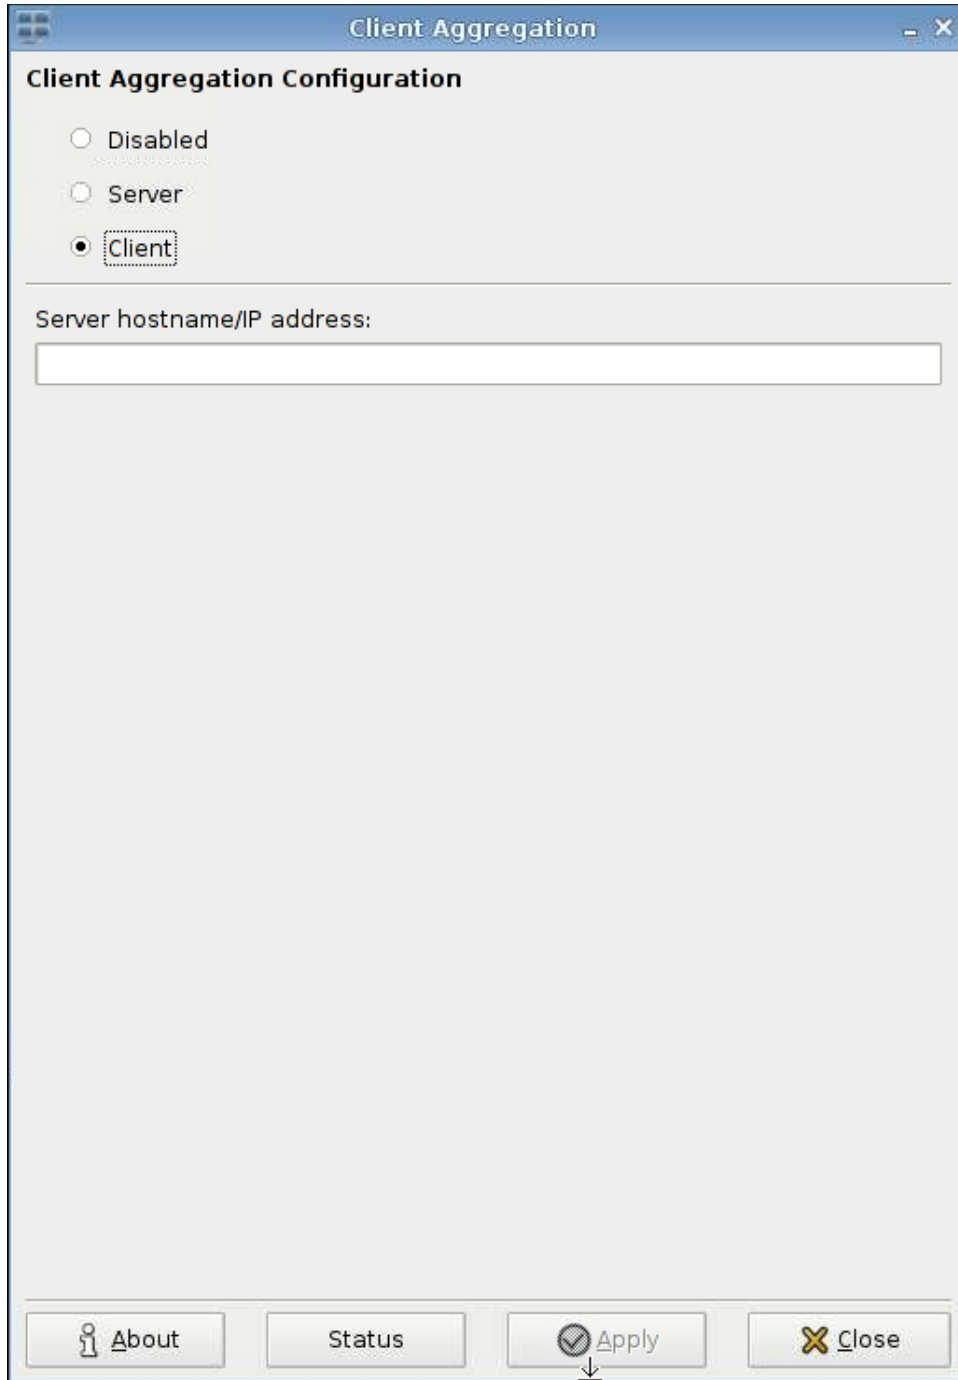 Client Aggregation
Client Aggregation Configuration
Disabled
Server
Client
Server hostname/IP address:
About Status Apply Close